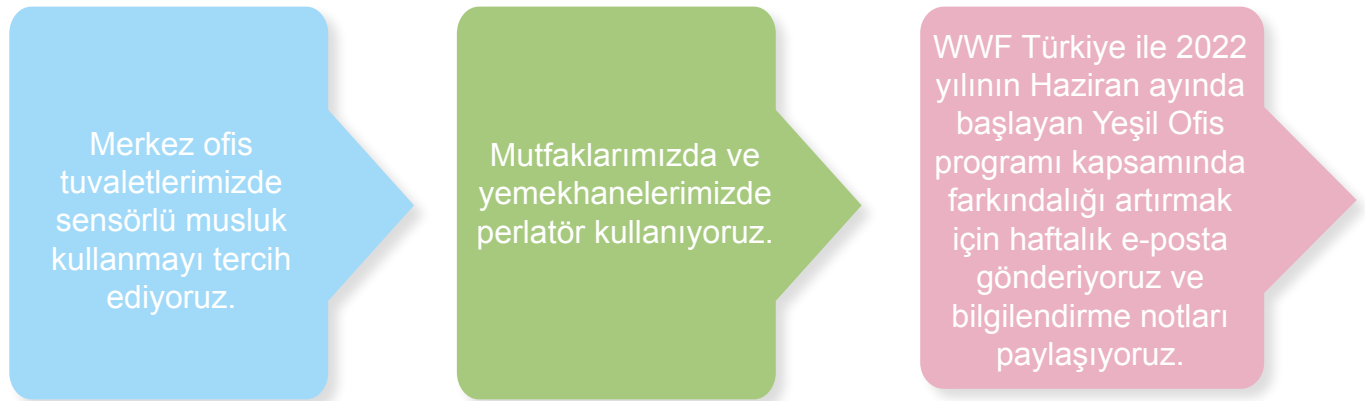 Merkez ofis
tuvaletlerimizde
sensörlü musluk
kullanmayı tercih
ediyoruz.
Mutfaklarımızda ve
yemekhanelerimizde
perlatör kullanıyoruz.
WWF Türkiye ile 2022
yılının Haziran ayında
başlayan Yeşil Ofis
programı kapsamında
farkındalığı artırmak
için haftalık e-posta
gönderiyoruz ve
bilgilendirme notları
paylaşıyoruz.